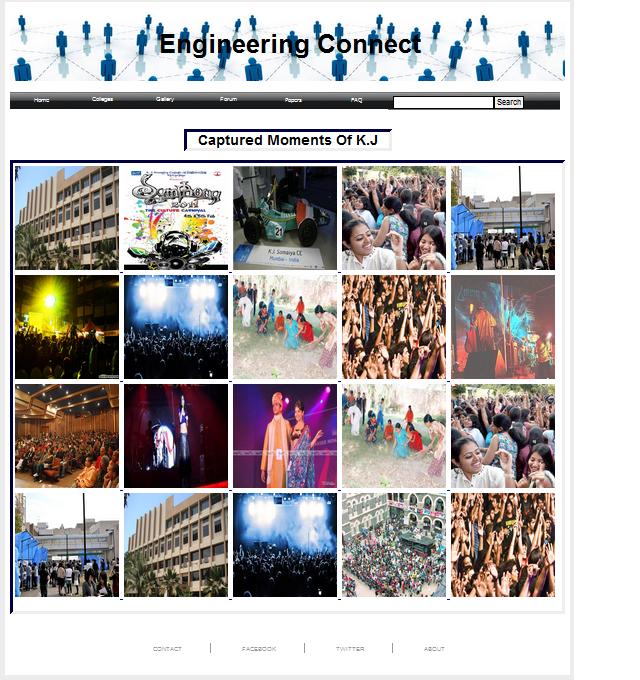 Engineering Connect
Home Colleges Gallery Forum Papers FAQ Search
Captured Moments Of K.J
Symphony
2011
THE CULTURE CARNIVAL
21
K.J. Somaiya CE
Mumbai - India
CONTACT FACEBOOK TWITTER ABOUT